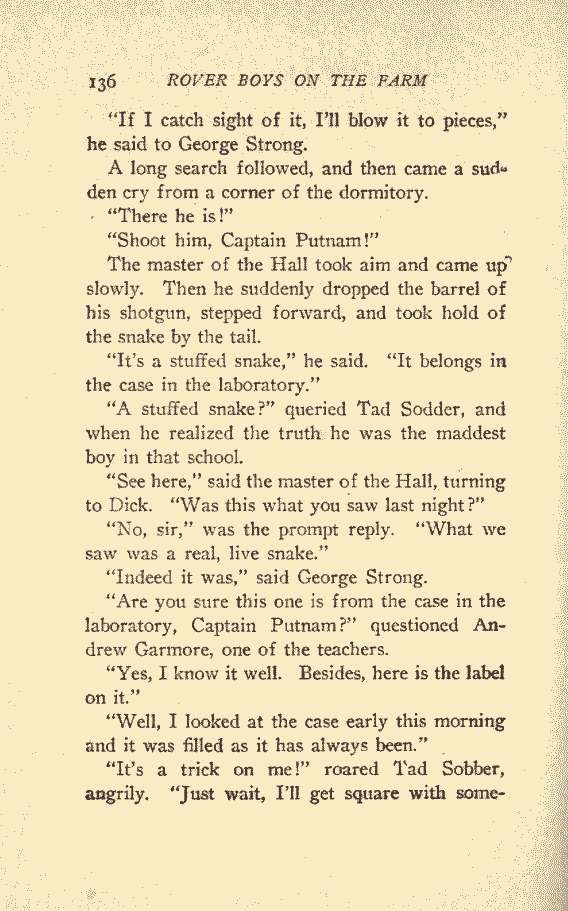 136 ROVER BOYS ON THE FARM
"If I catch sight of it, I'll blow it to pieces,"
he said to George Strong.
A long search followed, and then came a sud-
den cry from a corner of the dormitory.
"There he is!"
"Shoot him, Captain Putnam!"
The master of the Hall took aim and came up
slowly. Then he suddenly dropped the barrel of
his shotgun, stepped forward, and took hold of
the snake by the tail.
"It's a stuffed snake," he said. "It belongs in
the case in the laboratory."
"A stuffed snake?" queried Tad Sodder, and
when he realized the truth he was the maddest
boy in that school.
"See here," said the master of the Hall, turning
to Dick. "Was this what you saw last night?"
"No, sir," was the prompt reply. "What we
saw was a real, live snake."
"Indeed it was," said George Strong.
"Are you sure this one is from the case in the
laboratory, Captain Putnam?" questioned An-
drew Garmore, one of the teachers.
"Yes, I know it well. Besides, here is the label
on it."
"Well, I looked at the case early this morning
and it was filled as it has always been."
"It's a trick on me!" roared Tad Sobber,
angrily. "Just wait, I'll get square with some-